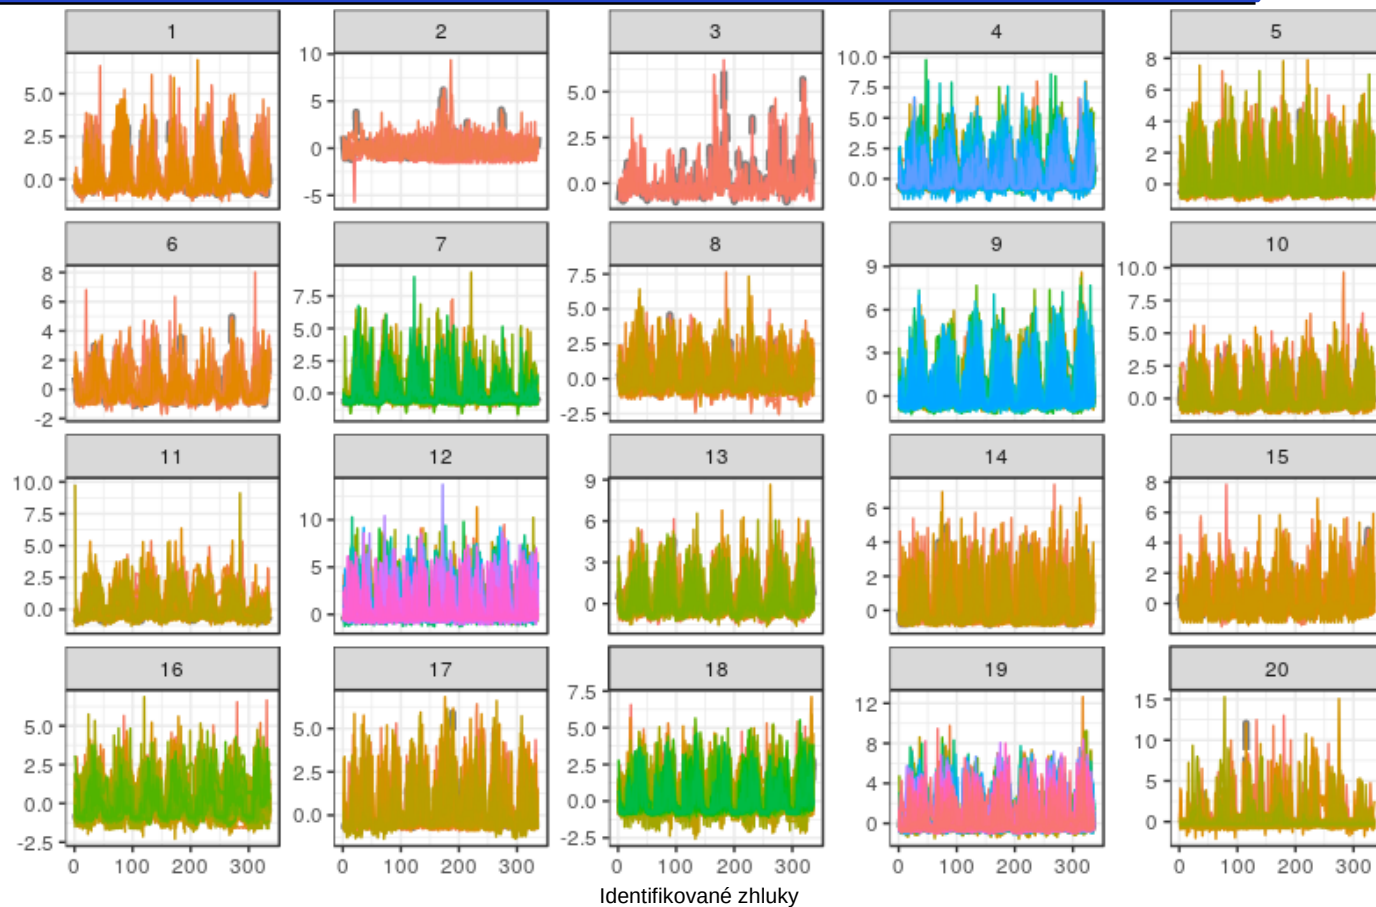 1 2 3 4 5
5.0 2.5 0.0
10 5 0 -5
5.0 2.5 0.0
10.0 7.5 5.0 2.5 0.0
8 6 4 2 0
6 7 8 9 10
8 6 4 2 0 -2
7.5 5.0 2.5 0.0
7.5 5.0 2.5 0.0 -2.5
9 6 3 0
10.0 7.5 5.0 2.5 0.0
11 12 13 14 15
10.0 7.5 5.0 2.5 0.0
10 5 0
9 6 3 0
6 4 2 0
8 6 4 2 0
16 17 18 19 20
5.0 2.5 0.0 -2.5
5.0 2.5 0.0
7.5 5.0 2.5 0.0 -2.5
12 8 4 0
15 10 5 0
0 100 200 300 0 100 200 300 0 100 200 300 0 100 200 300 0 100 200 300
Identifikované zhluky